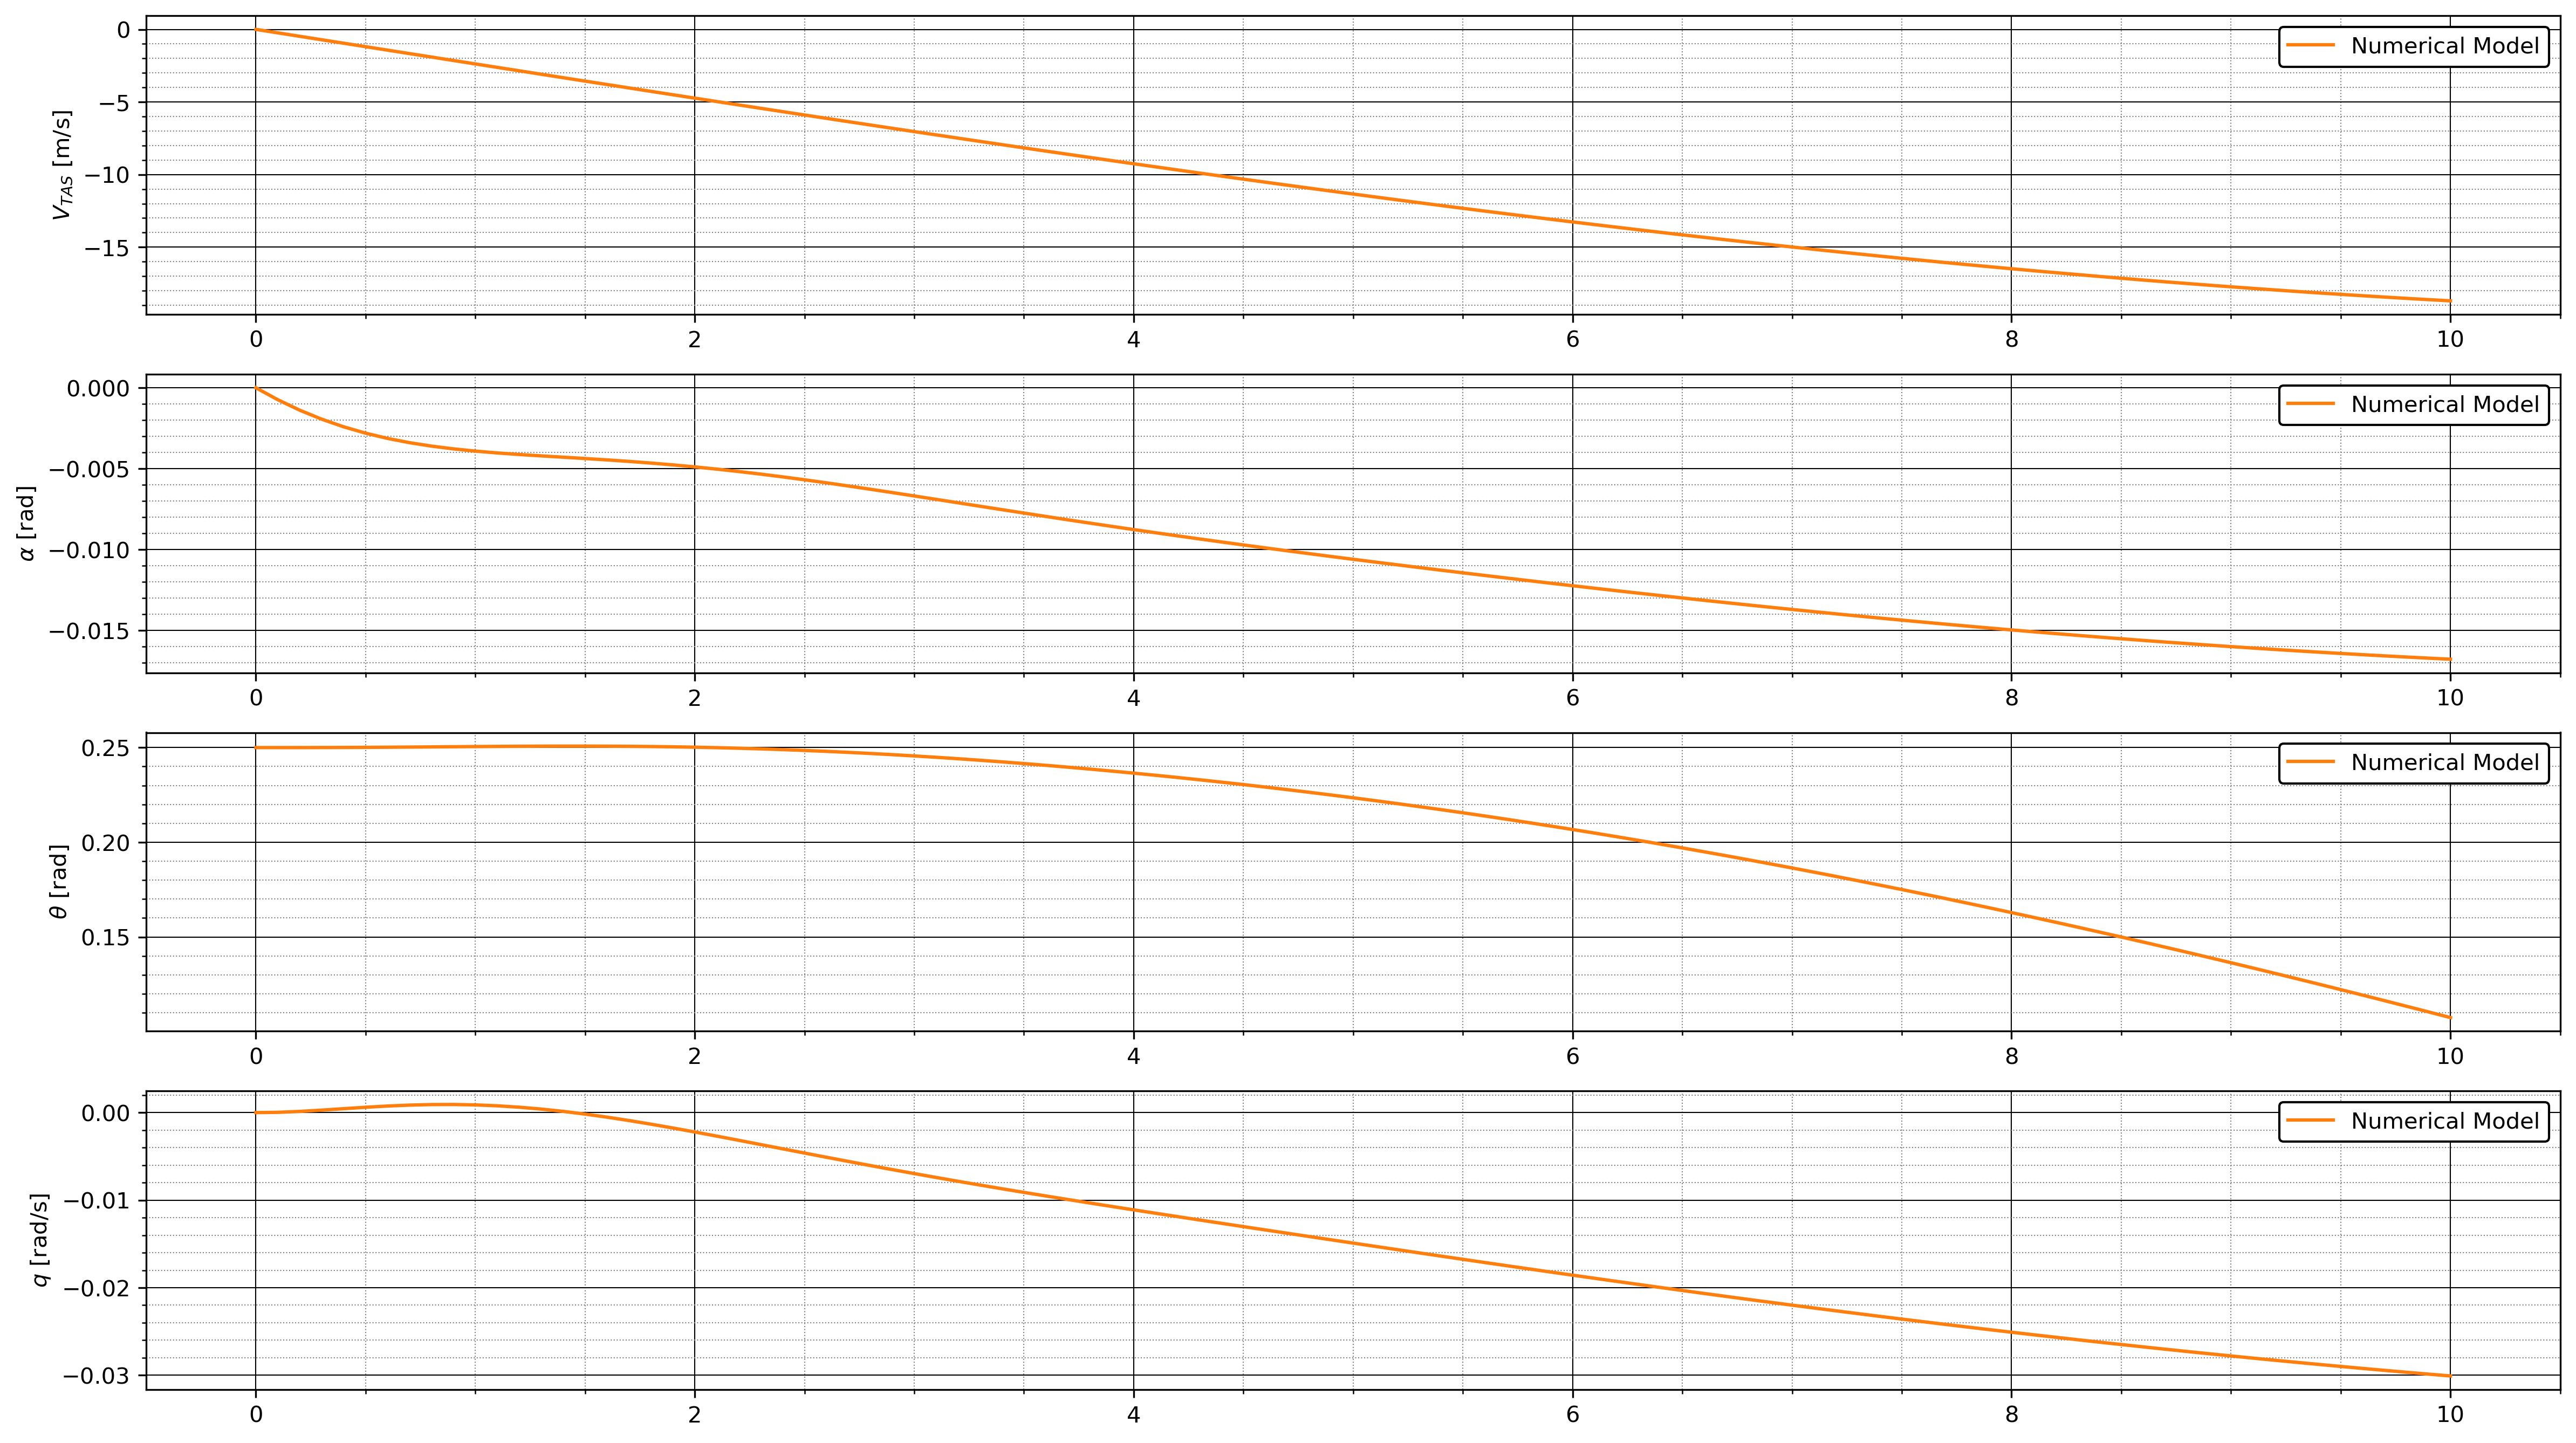 0
−5
−10
−15
V_TAS [m/s]
Numerical Model
0 2 4 6 8 10
0.000
−0.005
−0.010
−0.015
α [rad]
Numerical Model
0 2 4 6 8 10
0.25
0.20
0.15
θ [rad]
Numerical Model
0 2 4 6 8 10
0.00
−0.01
−0.02
−0.03
q [rad/s]
Numerical Model
0 2 4 6 8 10